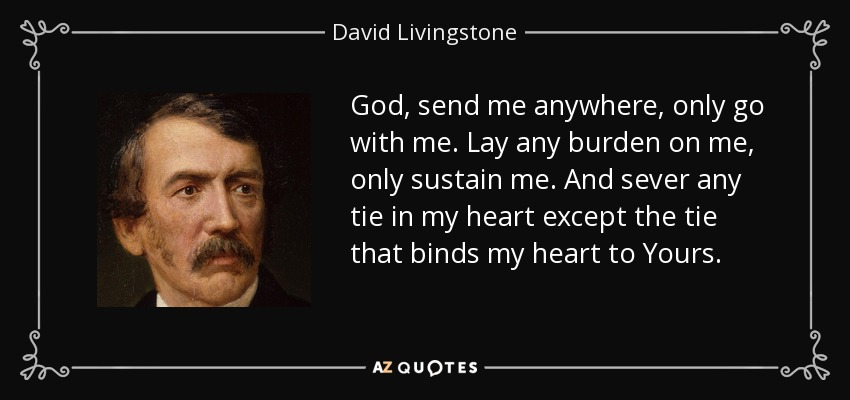 David Livingstone
God, send me anywhere, only go
with me. Lay any burden on me,
only sustain me. And sever any
tie in my heart except the tie
that binds my heart to Yours.
AZ QUOTES